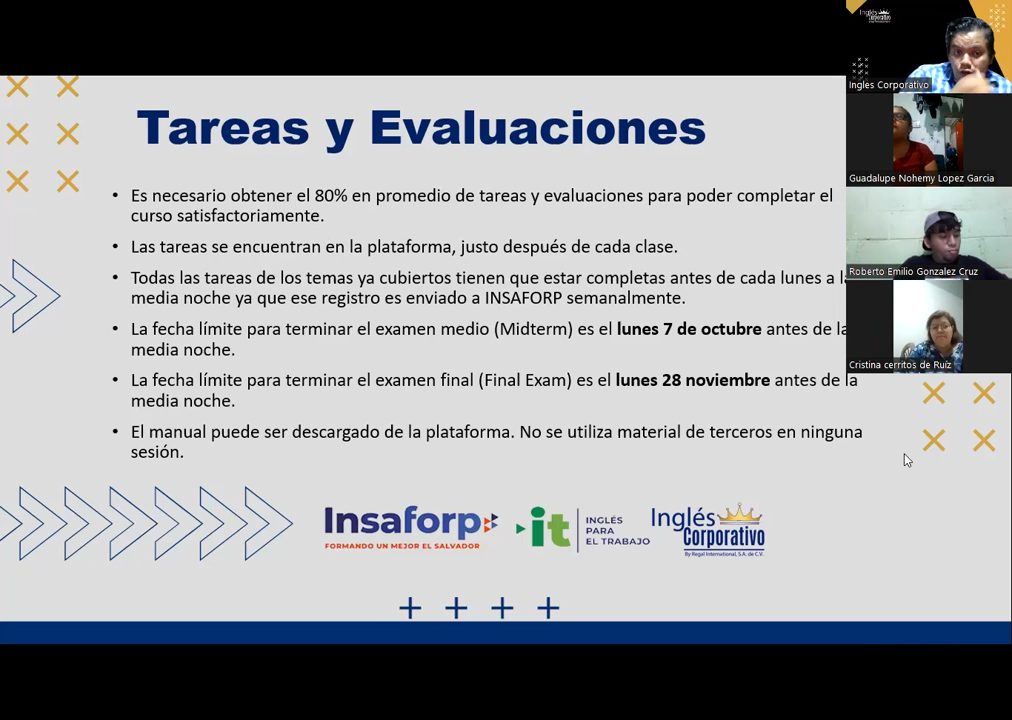 Tareas y Evaluaciones
• Es necesario obtener el 80% en promedio de tareas y evaluaciones para poder completar el
curso satisfactoriamente.
• Las tareas se encuentran en la plataforma, justo después de cada clase.
• Todas las tareas de los temas ya cubiertos tienen que estar completas antes de cada lunes a
media noche ya que ese registro es enviado a INSAFORP semanalmente.
• La fecha límite para terminar el examen medio (Midterm) es el lunes 7 de octubre antes de la
media noche.
• La fecha límite para terminar el examen final (Final Exam) es el lunes 28 noviembre antes de la
media noche.
• El manual puede ser descargado de la plataforma. No se utiliza material de terceros en ninguna
sesión.
Insaforp
FORMANDO UN MEJOR EL SALVADOR
it
INGLÉS
PARA
EL TRABAJO
Inglés
Corporativo
By Regal International, S.A. de C.V.
Inglés
Corporativo
Ingles Corporativo
Guadalupe Nohemy Lopez Garcia
Roberto Emilio Gonzalez Cruz
Cristina cerritos de Ruíz